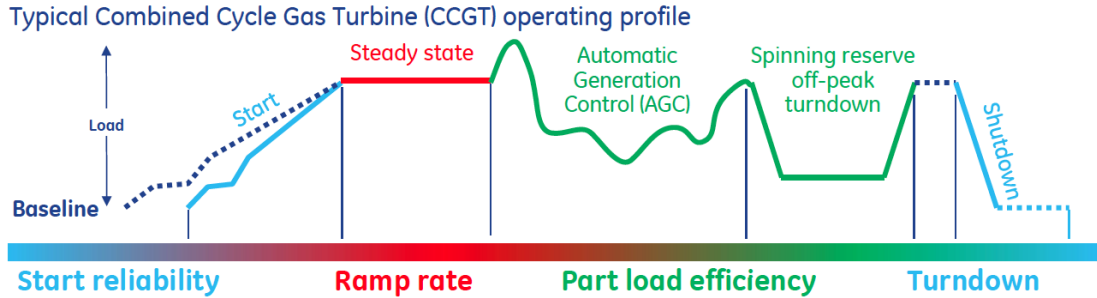 Typical Combined Cycle Gas Turbine (CCGT) operating profile
Load
Baseline
Start
Steady state
Automatic
Generation
Control (AGC)
Spinning reserve
off-peak
turndown
Shutdown
Start reliability
Ramp rate
Part load efficiency
Turndown